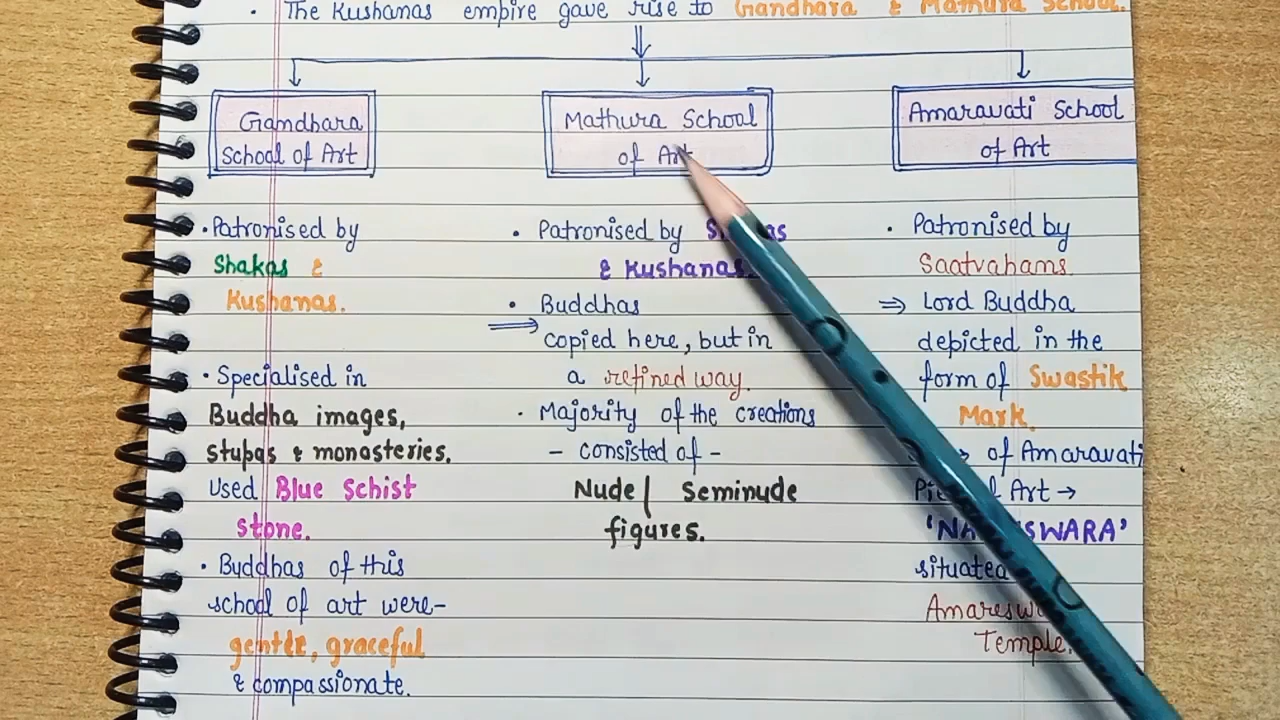 • The Kushanas empire gave rise to Gandhara & Mathura School.
Gandhara
School of Art
• Patronised by
Shakas &
Kushanas.
• Specialised in
Buddha images,
stupas & monasteries.
Used Blue Schist
stone.
• Buddhas of this
school of art were-
gentle, graceful
& compassionate.
Mathura School
of Art
• Patronised by
& Kushanas.
• Buddhas
⇒ copied here, but in
a refined way.
• Majority of the creations
- consisted of -
Nude/ Seminude
figures.
Amaravati School
of Art
• Patronised by
Saatvahams.
⇒ Lord Buddha
depicted in the
form of Swastik
Mark.
of Amaravati
Art →
situated
Temple.